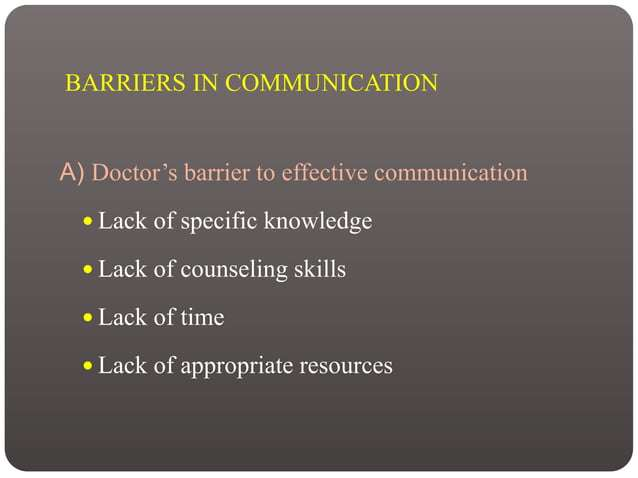 BARRIERS IN COMMUNICATION
A) Doctor’s barrier to effective communication
• Lack of specific knowledge
• Lack of counseling skills
• Lack of time
• Lack of appropriate resources